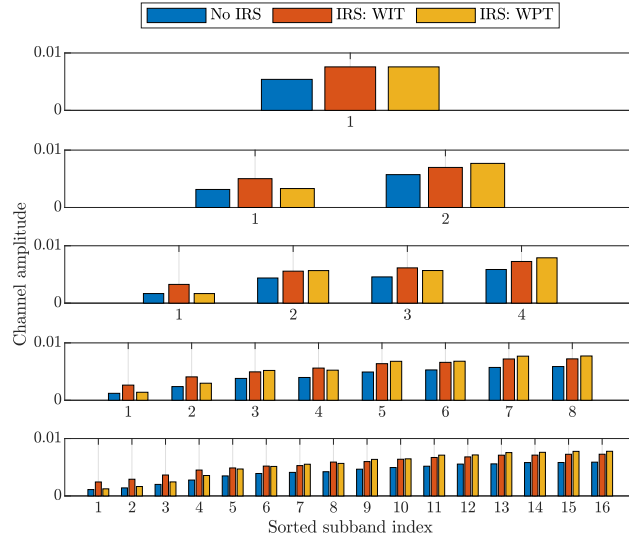 No IRS IRS: WIT IRS: WPT
0.01
0
1
0.01
0
1 2
Channel amplitude
0.01
0
1 2 3 4
0.01
0
1 2 3 4 5 6 7 8
0.01
0
1 2 3 4 5 6 7 8 9 10 11 12 13 14 15 16
Sorted subband index